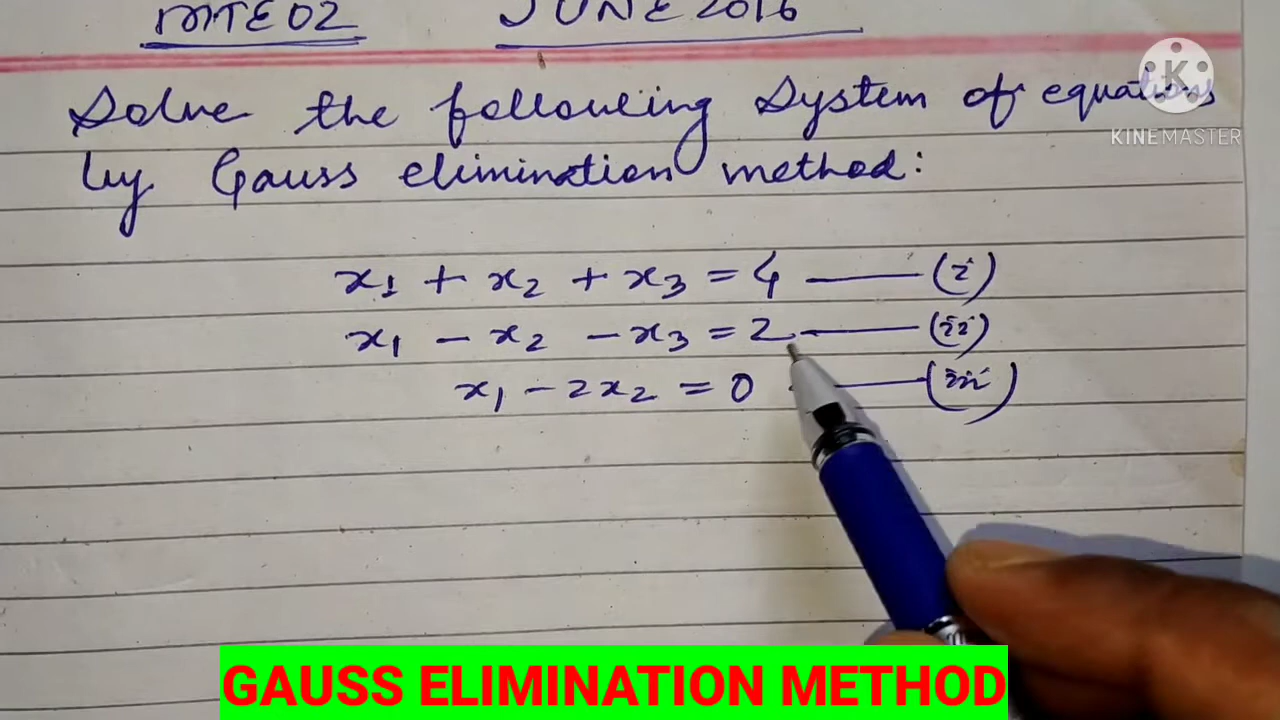 MTE02 JUNE 2016
Solve the following System of equations
by Gauss elimination method:
x₁ + x₂ + x₃ = 4 —— (i)
x₁ - x₂ - x₃ = 2 —— (ii)
x₁ - 2x₂ = 0 —— (iii)
K
KINEMASTER
GAUSS ELIMINATION METHOD